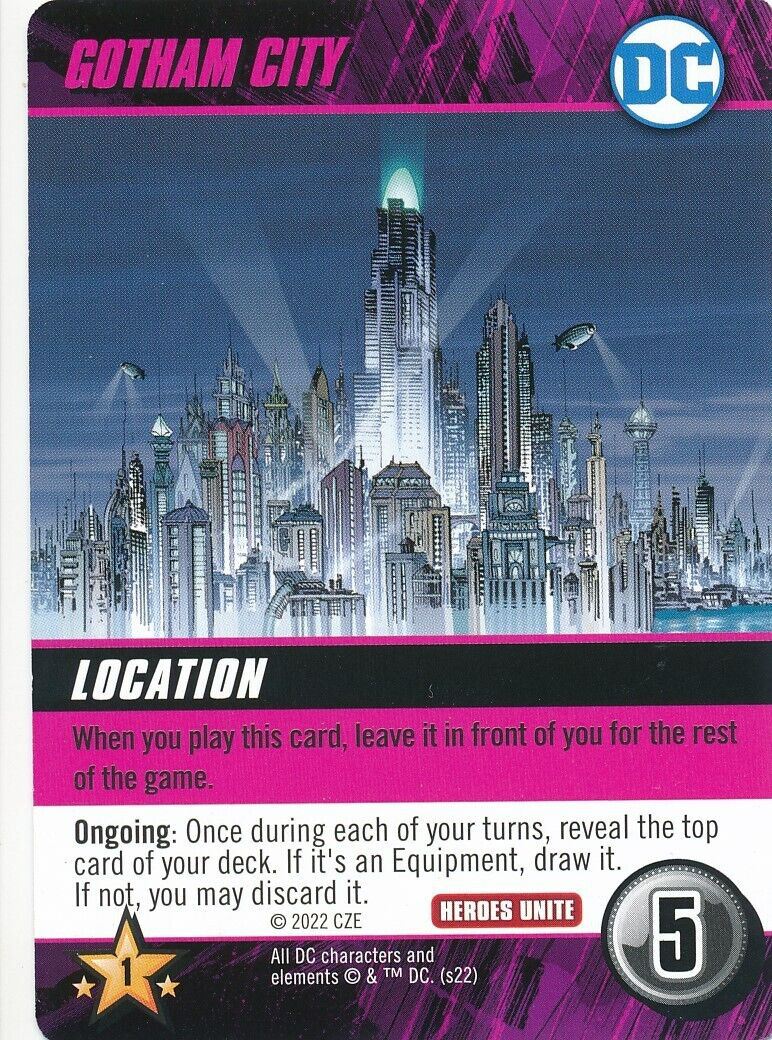 GOTHAM CITY
DC
LOCATION
When you play this card, leave it in front of you for the rest
of the game.
Ongoing: Once during each of your turns, reveal the top
card of your deck. If it's an Equipment, draw it.
If not, you may discard it.
© 2022 CZE
HEROES UNITE
5
1
All DC characters and
elements © & ™ DC. (s22)